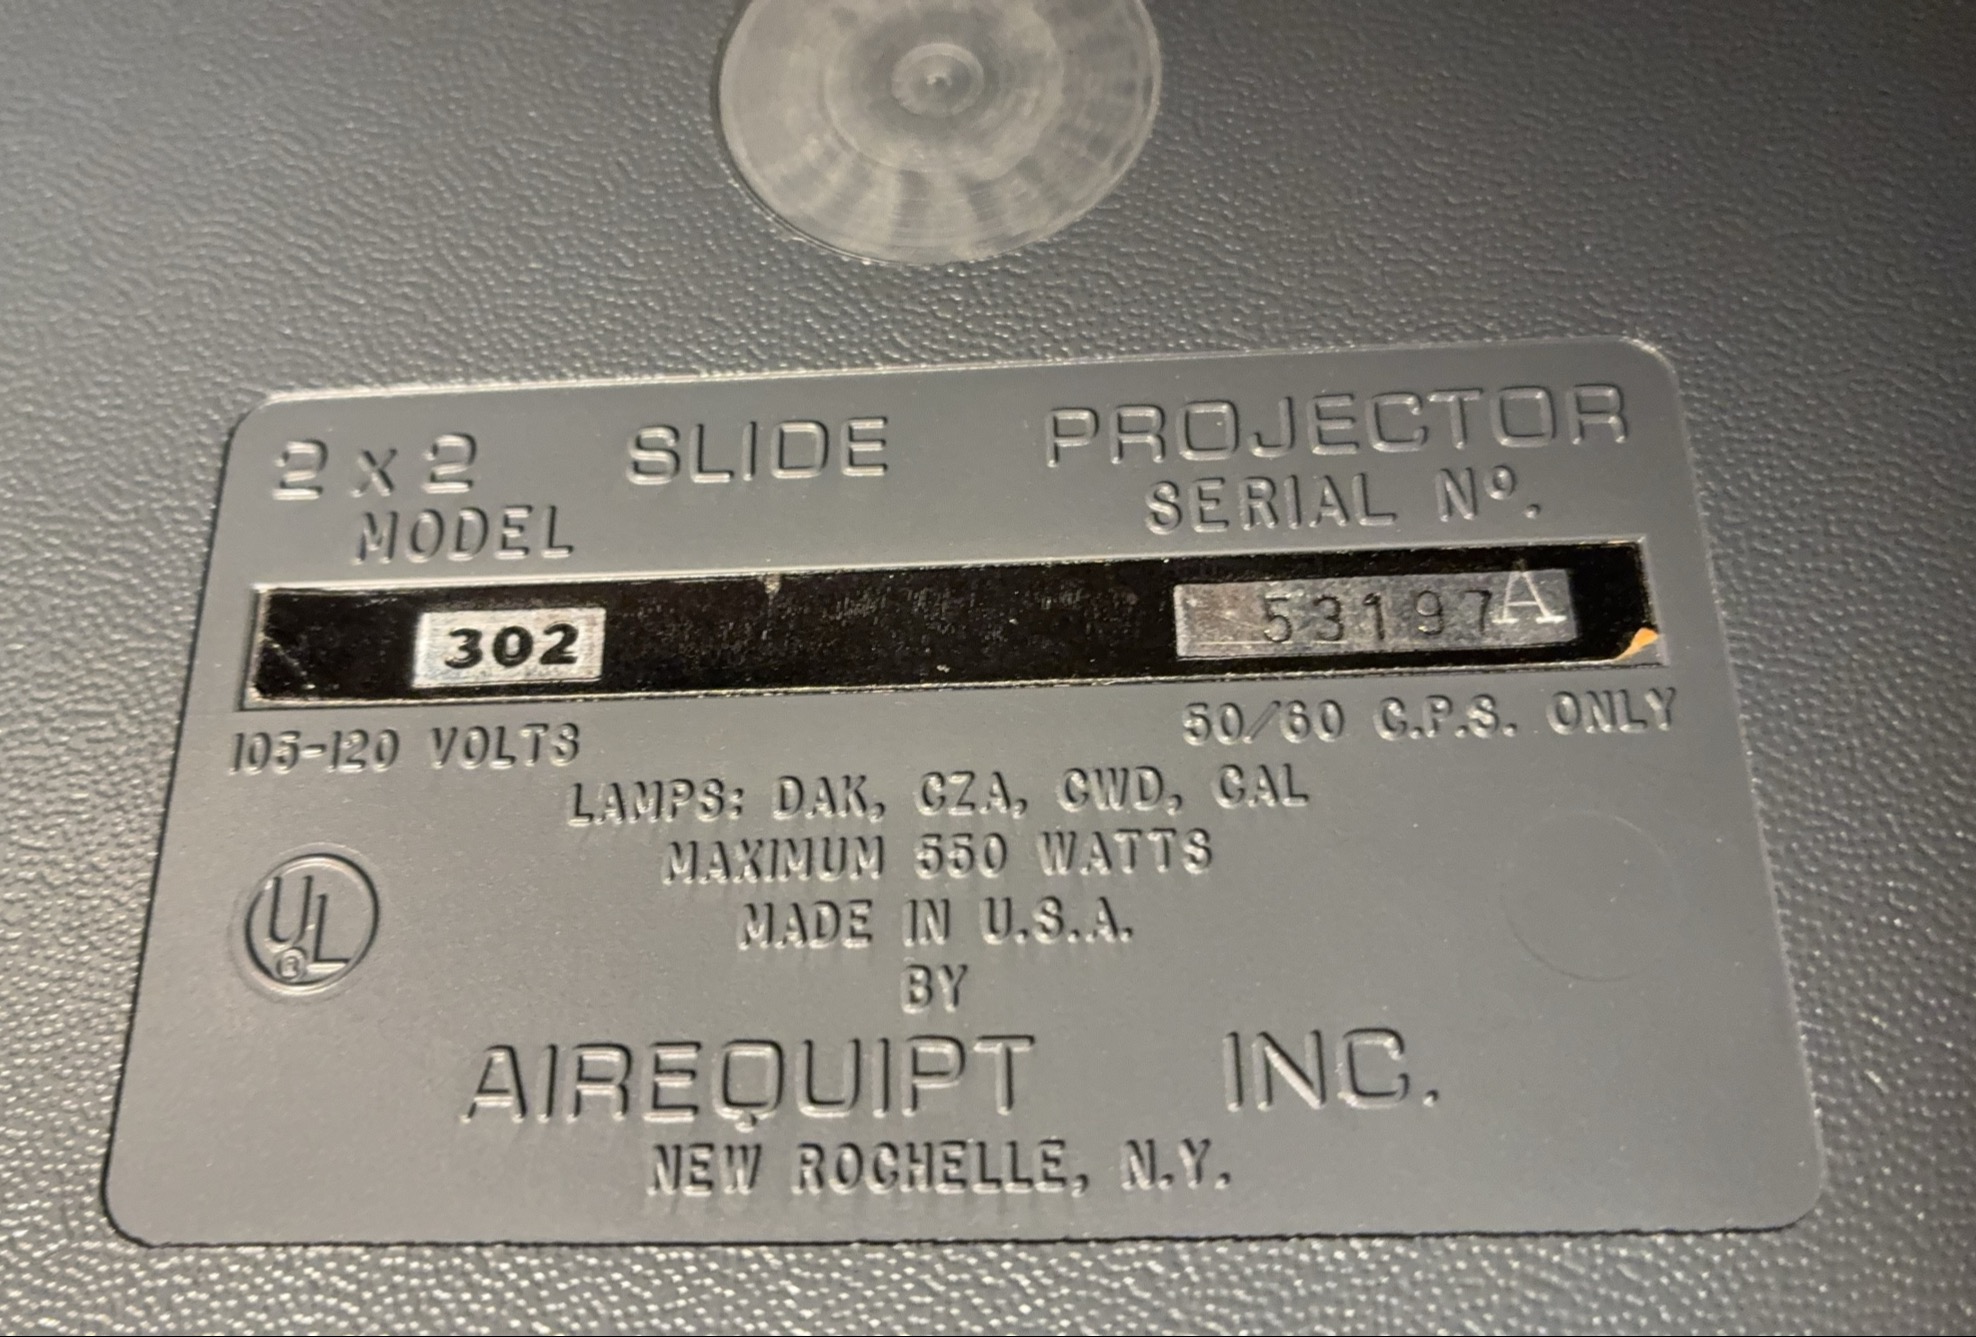 2 x 2 SLIDE PROJECTOR
MODEL SERIAL Nº.
302 53197A
105-120 VOLTS 50/60 C.P.S. ONLY
LAMPS: DAK, CZA, CWD, CAL
MAXIMUM 550 WATTS
UL®
MADE IN U.S.A.
BY
AIREQUIPT INC.
NEW ROCHELLE, N.Y.